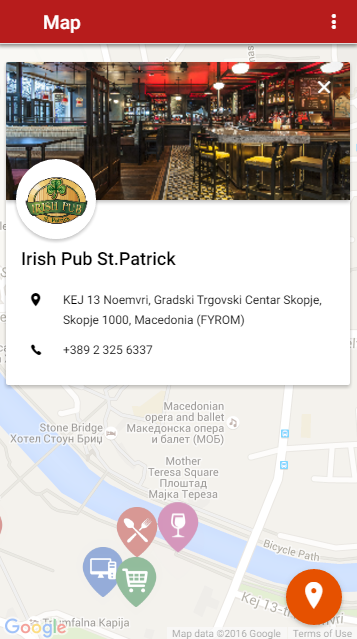 Map
IRISH PUB
Irish Pub St.Patrick
KEJ 13 Noemvri, Gradski Trgovski Centar Skopje,
Skopje 1000, Macedonia (FYROM)
+389 2 325 6337
Macedonian
opera and ballet
Македонска опера
и балет (МОБ)
Stone Bridge
Хотел Стоун Бриџ
Mother
Teresa Square
Плоштад
Мајка Тереза
Bicycle Path
Triumfalna Kapija
Kej 13-t
Google
Map data ©2016 Google
Terms of Use